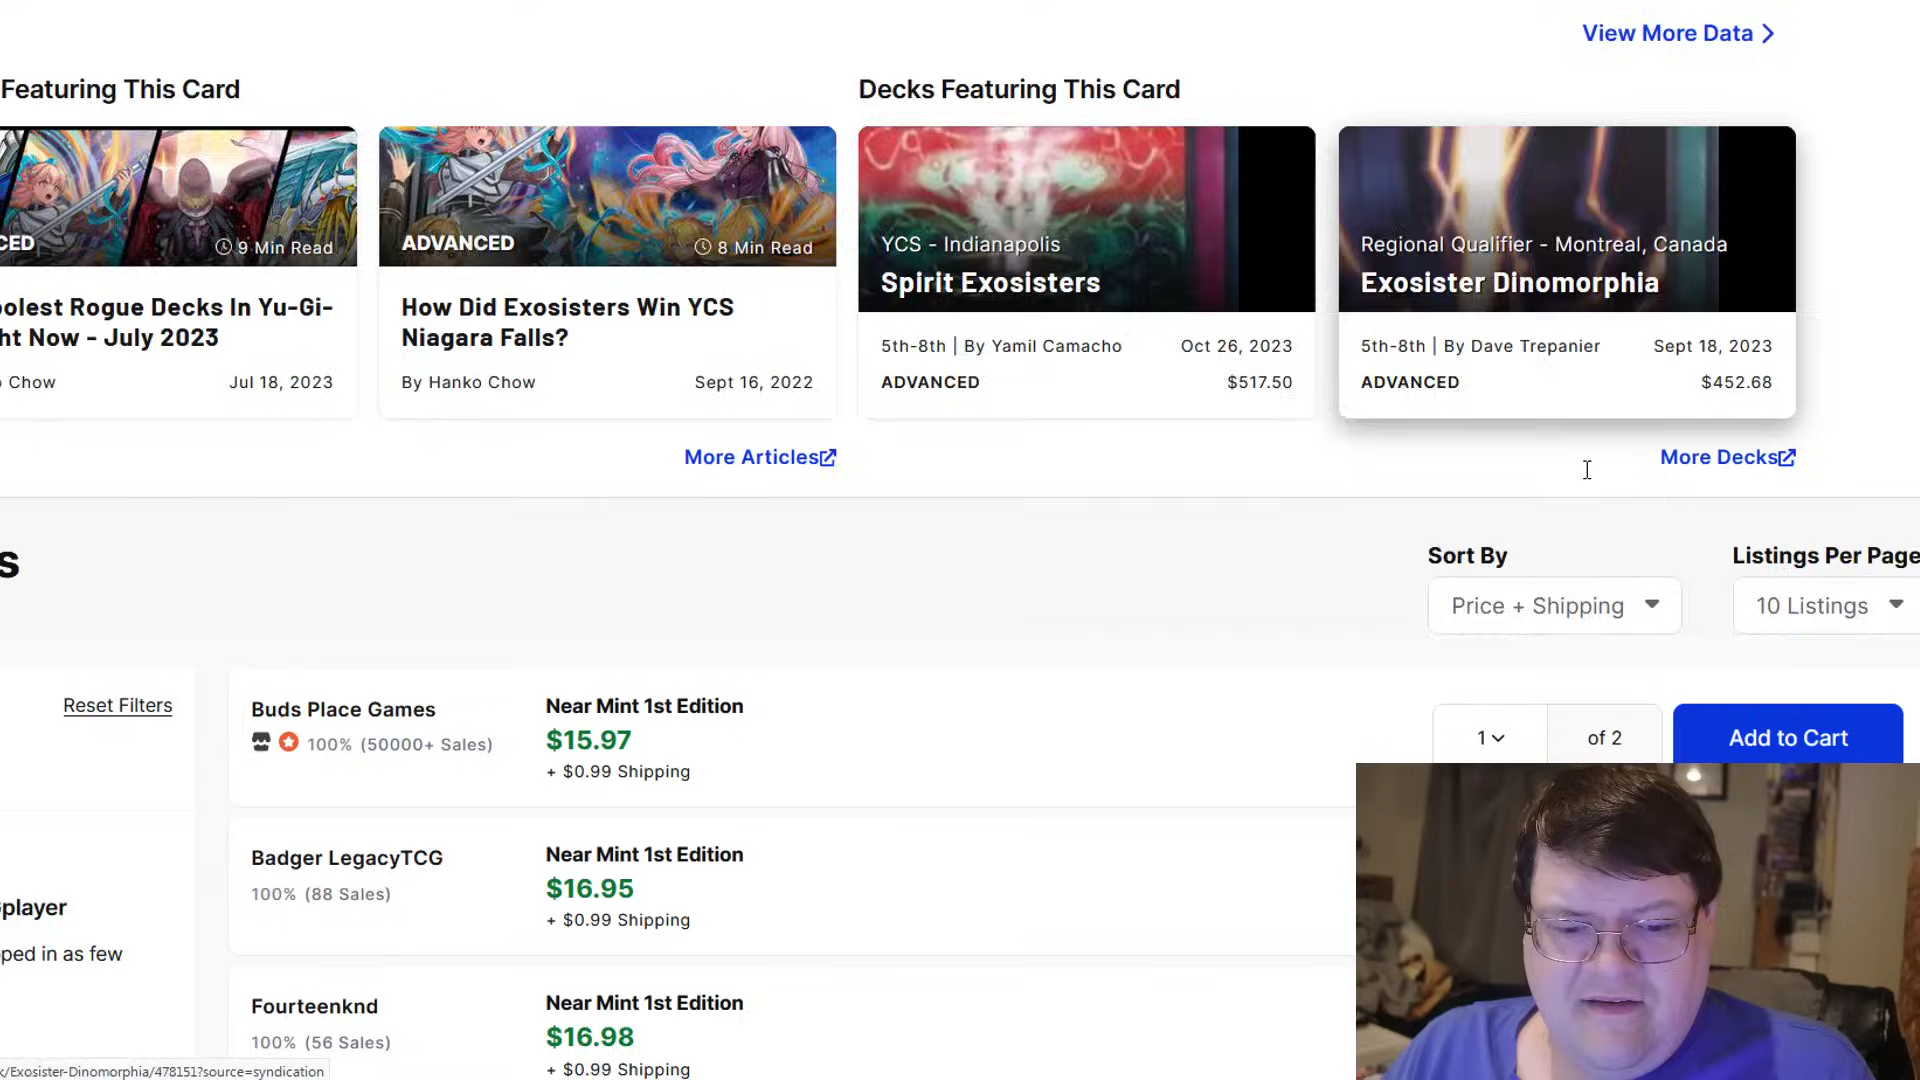 View More Data
Featuring This Card
Decks Featuring This Card
CED
9 Min Read
oolest Rogue Decks In Yu-Gi-
ht Now - July 2023
o Chow
Jul 18, 2023
ADVANCED
8 Min Read
How Did Exosisters Win YCS
Niagara Falls?
By Hanko Chow
Sept 16, 2022
YCS - Indianapolis
Spirit Exosisters
5th-8th | By Yamil Camacho
Oct 26, 2023
ADVANCED
$517.50
Regional Qualifier - Montreal, Canada
Exosister Dinomorphia
5th-8th | By Dave Trepanier
Sept 18, 2023
ADVANCED
$452.68
More Articles
More Decks
s
Sort By
Price + Shipping
Listings Per Page
10 Listings
Reset Filters
player
ped in as few
Buds Place Games
100% (50000+ Sales)
Near Mint 1st Edition
$15.97
+ $0.99 Shipping
1
of 2
Add to Cart
Badger LegacyTCG
100% (88 Sales)
Near Mint 1st Edition
$16.95
+ $0.99 Shipping
Fourteenknd
100% (56 Sales)
Near Mint 1st Edition
$16.98
+ $0.99 Shipping
k/Exosister-Dinomorphia/478151?source=syndication